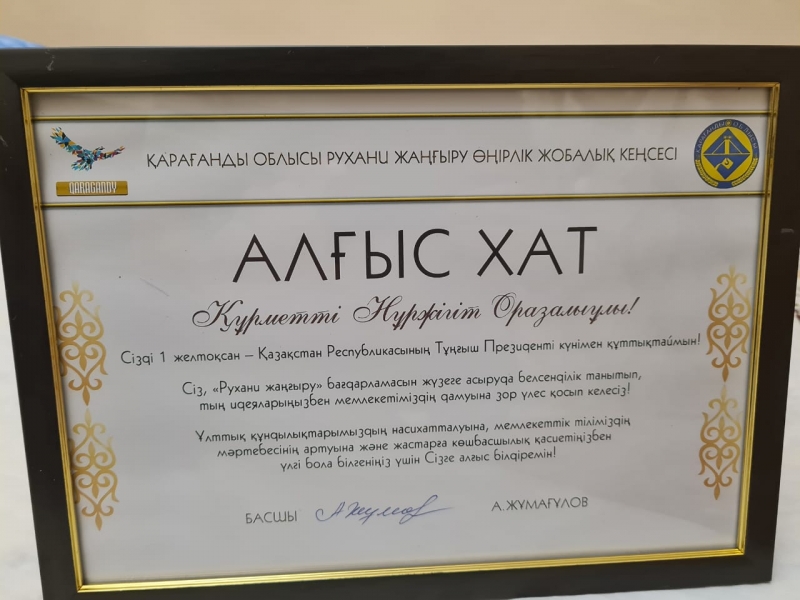 QARAGANDY
ҚАРАҒАНДЫ ОБЛЫСЫ РУХАНИ ЖАҢҒЫРУ ӨҢІРЛІК ЖОБАЛЫҚ КЕҢСЕСІ
АЛҒЫС ХАТ
Құрметті Нұржігіт Оразалыұлы!
Сізді 1 желтоқсан – Қазақстан Республикасының Тұңғыш Президенті күнімен құттықтаймын!
Сіз, «Рухани жаңғыру» бағдарламасын жүзеге асыруда белсенділік танытып,
тың идеяларыңызбен мемлекетіміздің дамуына зор үлес қосып келесіз!
Ұлттық құндылықтарымыздың насихатталуына, мемлекеттік тіліміздің
мәртебесінің артуына және жастарға көшбасшылық қасиетіңізбен
үлгі бола білгеніңіз үшін Сізге алғыс білдіремін!
БАСШЫ А.ЖҰМАҒҰЛОВ